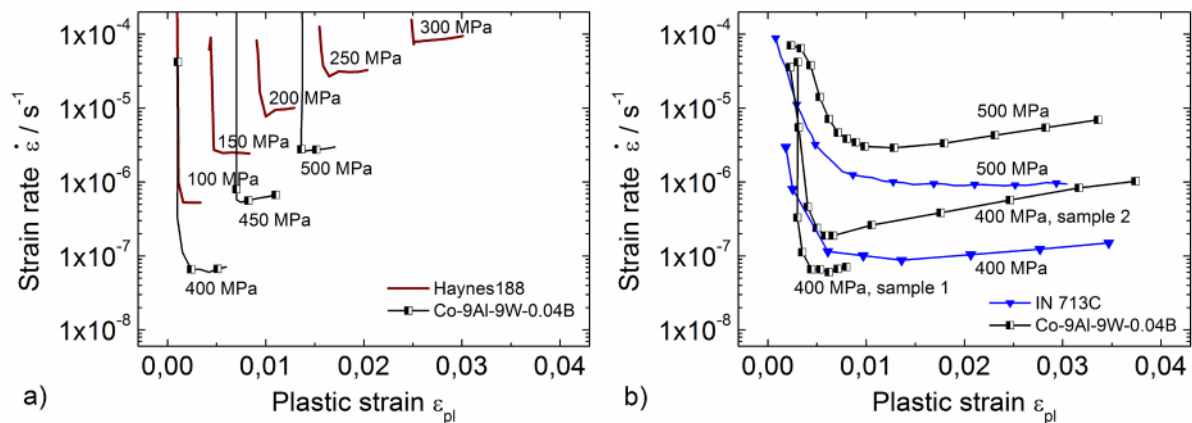 1x10⁻⁴
1x10⁻⁵
1x10⁻⁶
1x10⁻⁷
1x10⁻⁸
Strain rate ε̇ / s⁻¹
300 MPa
250 MPa
200 MPa
150 MPa
100 MPa
500 MPa
450 MPa
400 MPa
Haynes188
Co-9Al-9W-0.04B
0,00 0,01 0,02 0,03 0,04
Plastic strain ε_pl
a)
1x10⁻⁴
1x10⁻⁵
1x10⁻⁶
1x10⁻⁷
1x10⁻⁸
Strain rate ε̇ / s⁻¹
500 MPa
500 MPa
400 MPa, sample 2
400 MPa
400 MPa, sample 1
IN 713C
Co-9Al-9W-0.04B
0,00 0,01 0,02 0,03 0,04
Plastic strain ε_pl
b)